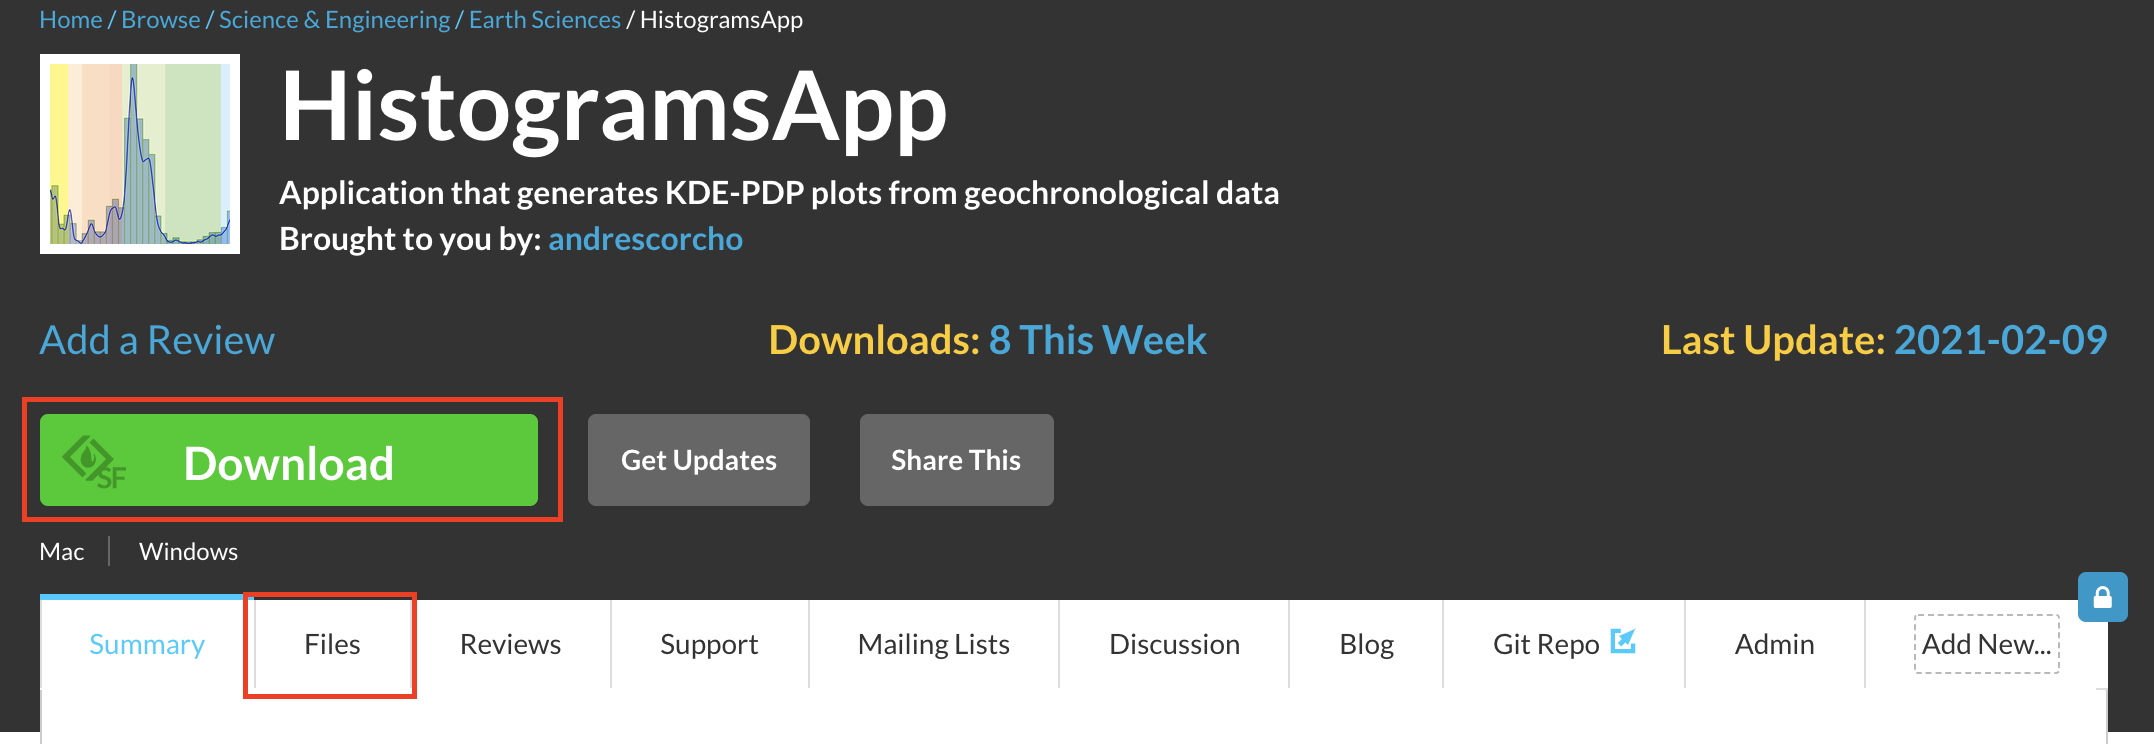 Home / Browse / Science & Engineering / Earth Sciences / HistogramsApp
HistogramsApp
Application that generates KDE-PDP plots from geochronological data
Brought to you by: andrescorcho
Add a Review
Downloads: 8 This Week
Last Update: 2021-02-09
SF
Download
Get Updates
Share This
Mac
Windows
Summary
Files
Reviews
Support
Mailing Lists
Discussion
Blog
Git Repo
Admin
Add New...